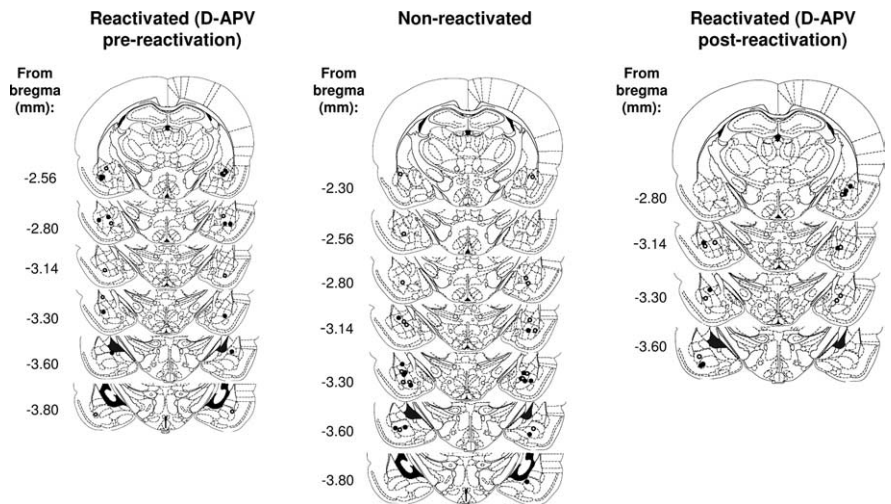 Reactivated (D-APV
pre-reactivation)
From
bregma
(mm):
-2.56
-2.80
-3.14
-3.30
-3.60
-3.80
Non-reactivated
From
bregma
(mm):
-2.30
-2.56
-2.80
-3.14
-3.30
-3.60
-3.80
Reactivated (D-APV
post-reactivation)
From
bregma
(mm):
-2.80
-3.14
-3.30
-3.60